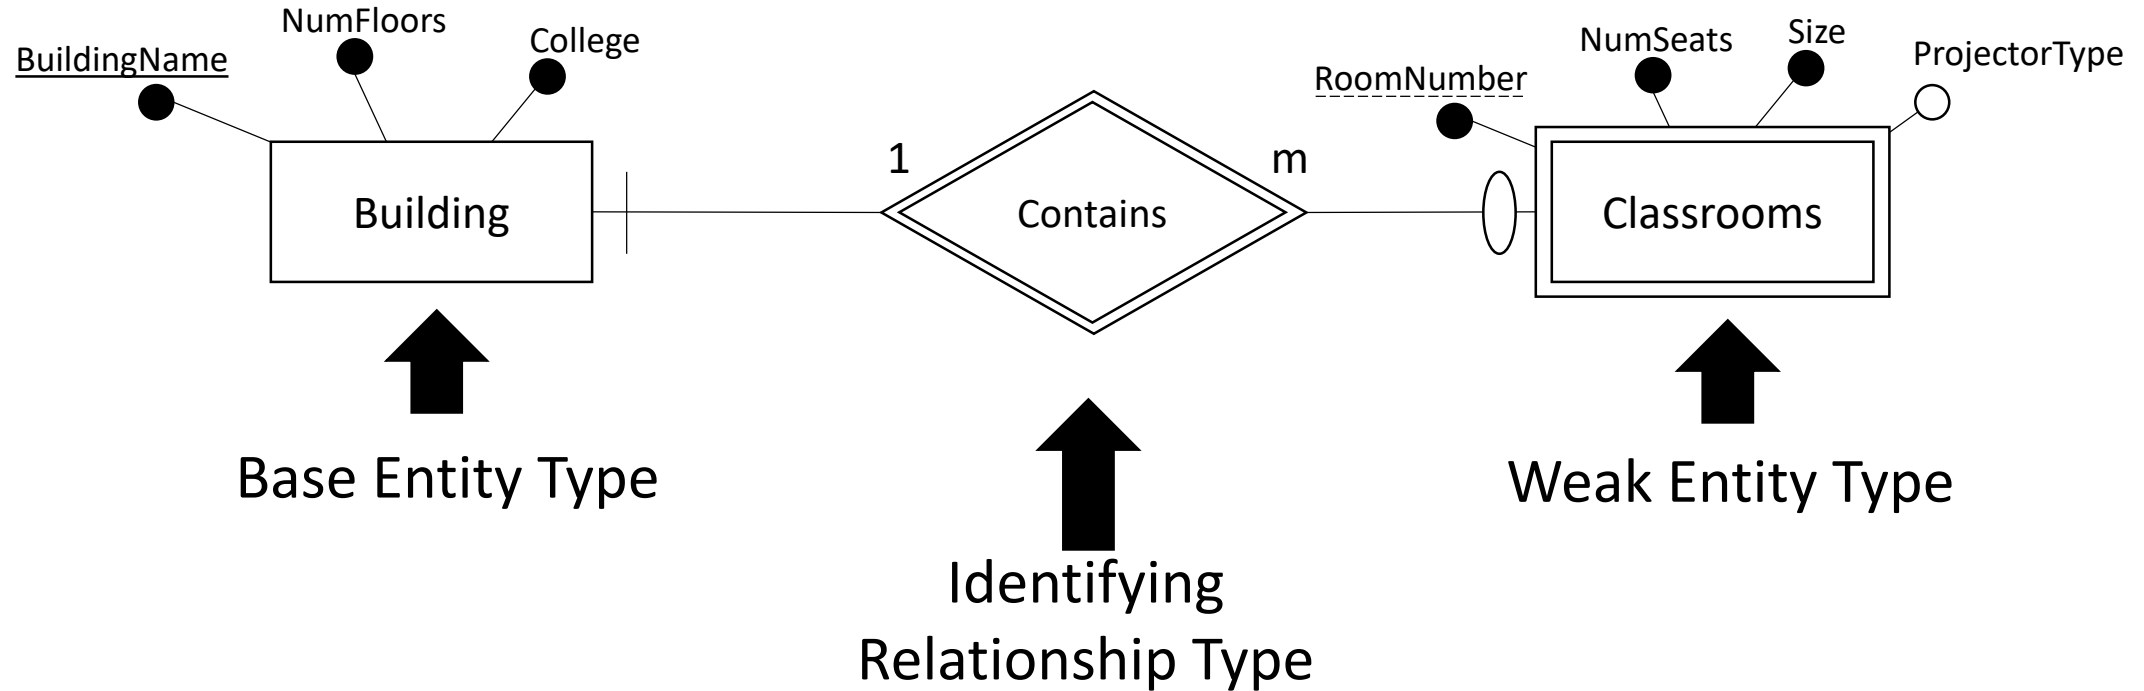 NumFloors
College
BuildingName
NumSeats
Size
ProjectorType
RoomNumber
1
m
Building
Contains
Classrooms
Base Entity Type
Weak Entity Type
Identifying
Relationship Type